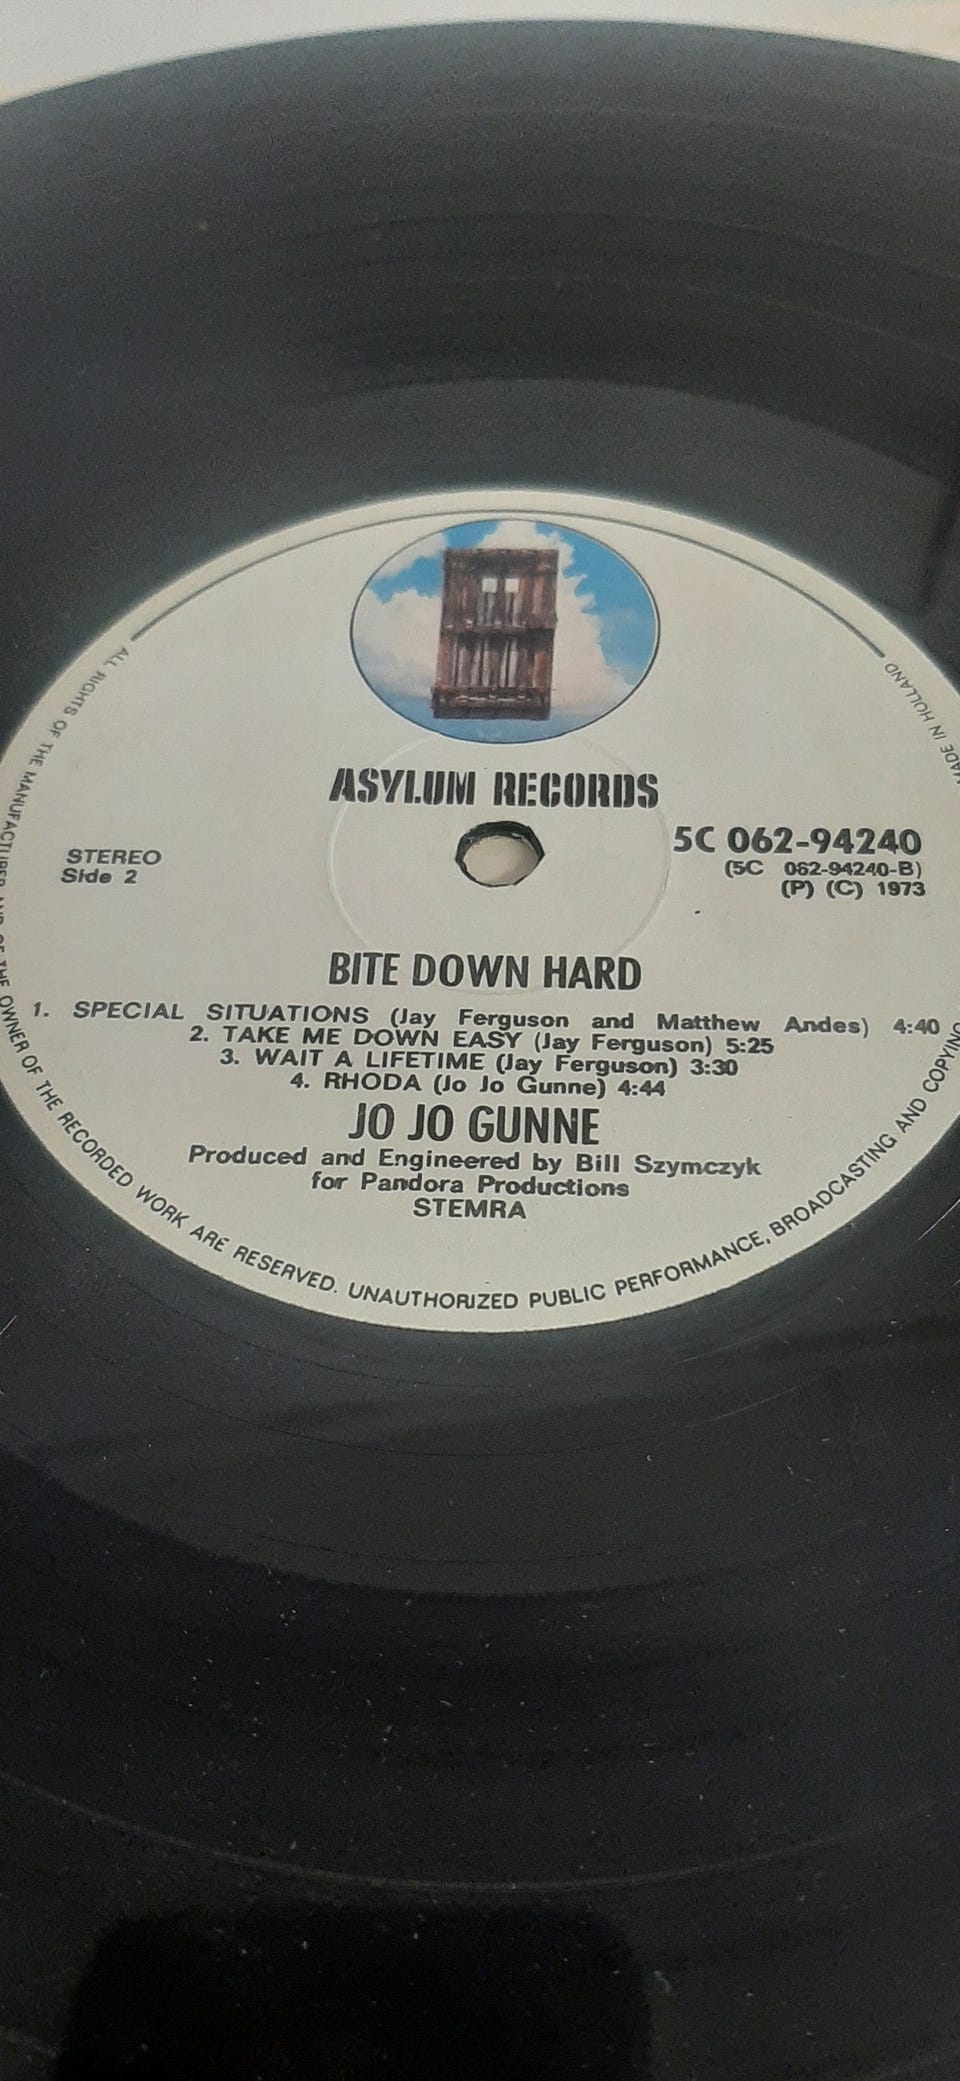 ASYLUM RECORDS
STEREO
Side 2
5C 062-94240
(5C 062-94240-B)
(P) (C) 1973
BITE DOWN HARD
1. SPECIAL SITUATIONS (Jay Ferguson and Matthew Andes) 4:40
2. TAKE ME DOWN EASY (Jay Ferguson) 5:25
3. WAIT A LIFETIME (Jay Ferguson) 3:30
4. RHODA (Jo Jo Gunne) 4:44
JO JO GUNNE
Produced and Engineered by Bill Szymczyk
for Pandora Productions
STEMRA
ALL RIGHTS OF THE MANUFACTURER AND OF THE OWNER OF THE RECORDED WORK ARE RESERVED. UNAUTHORIZED PUBLIC PERFORMANCE, BROADCASTING AND COPYING
MADE IN HOLLAND